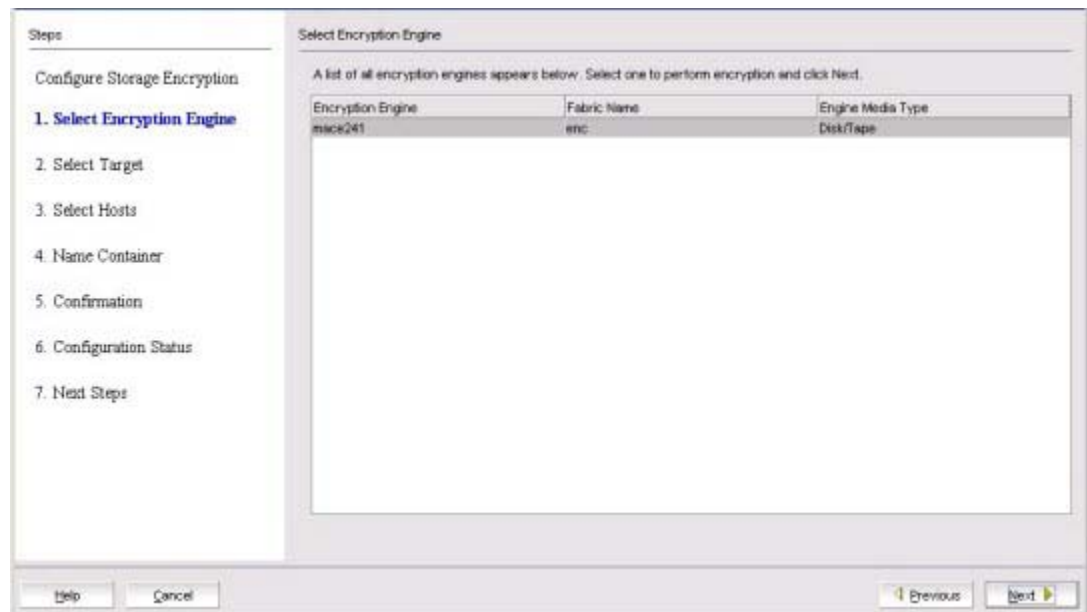 Steps
Configure Storage Encryption
1. Select Encryption Engine
2. Select Target
3. Select Hosts
4. Name Container
5. Confirmation
6. Configuration Status
7. Next Steps
Select Encryption Engine
A list of all encryption engines appears below. Select one to perform encryption and click Next.
Encryption Engine Fabric Name Engine Media Type
mace241 enc Disk/Tape
Help Cancel Previous Next